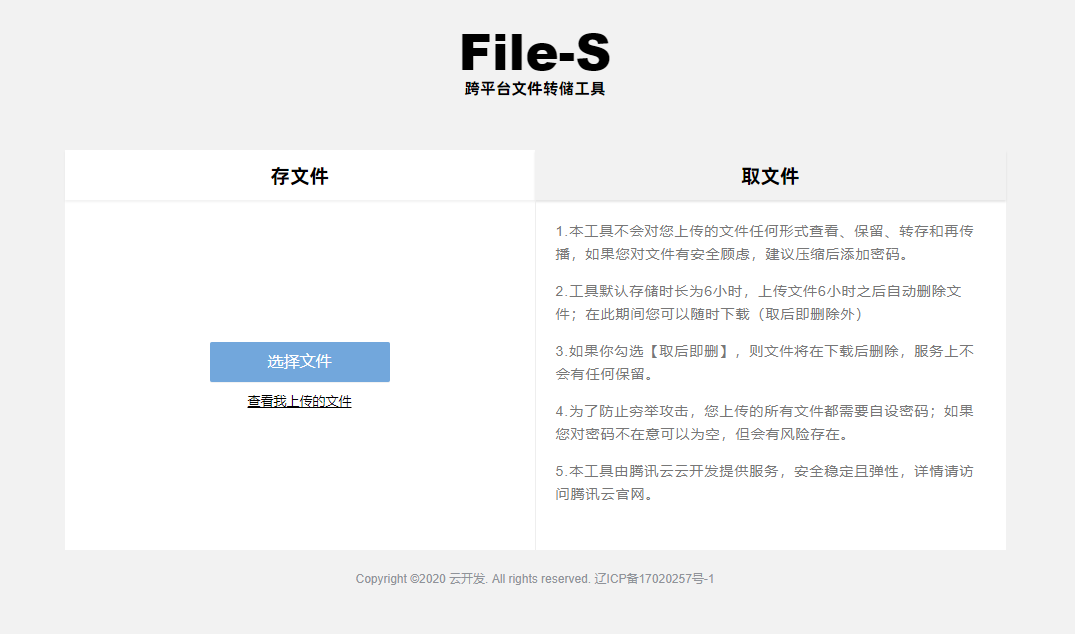 File-S
跨平台文件转储工具
存文件
取文件
选择文件
查看我上传的文件
1.本工具不会对您上传的文件任何形式查看、保留、转存和再传
播，如果您对文件有安全顾虑，建议压缩后添加密码。
2.工具默认存储时长为6小时，上传文件6小时之后自动删除文
件；在此期间您可以随时下载（取后即删除外）
3.如果你勾选【取后即删】，则文件将在下载后删除，服务上不
会有任何保留。
4.为了防止穷举攻击，您上传的所有文件都需要自设密码；如果
您对密码不在意可以为空，但会有风险存在。
5.本工具由腾讯云云开发提供服务，安全稳定且弹性，详情请访
问腾讯云官网。
Copyright ©2020 云开发. All rights reserved. 辽ICP备17020257号-1